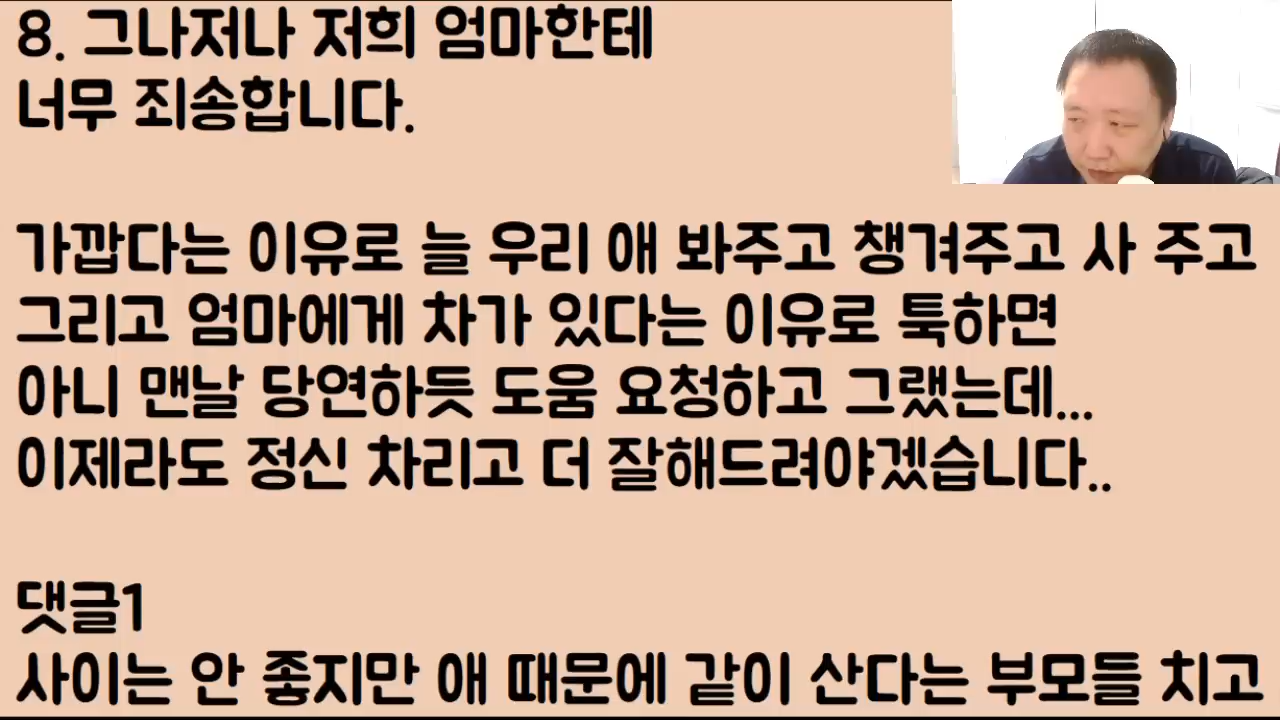 8. 그나저나 저희 엄마한테
너무 죄송합니다.
가깝다는 이유로 늘 우리 애 봐주고 챙겨주고 사 주고
그리고 엄마에게 차가 있다는 이유로 툭하면
아니 맨날 당연하듯 도움 요청하고 그랬는데...
이제라도 정신 차리고 더 잘해드려야겠습니다..
댓글1
사이는 안 좋지만 애 때문에 같이 산다는 부모들 치고